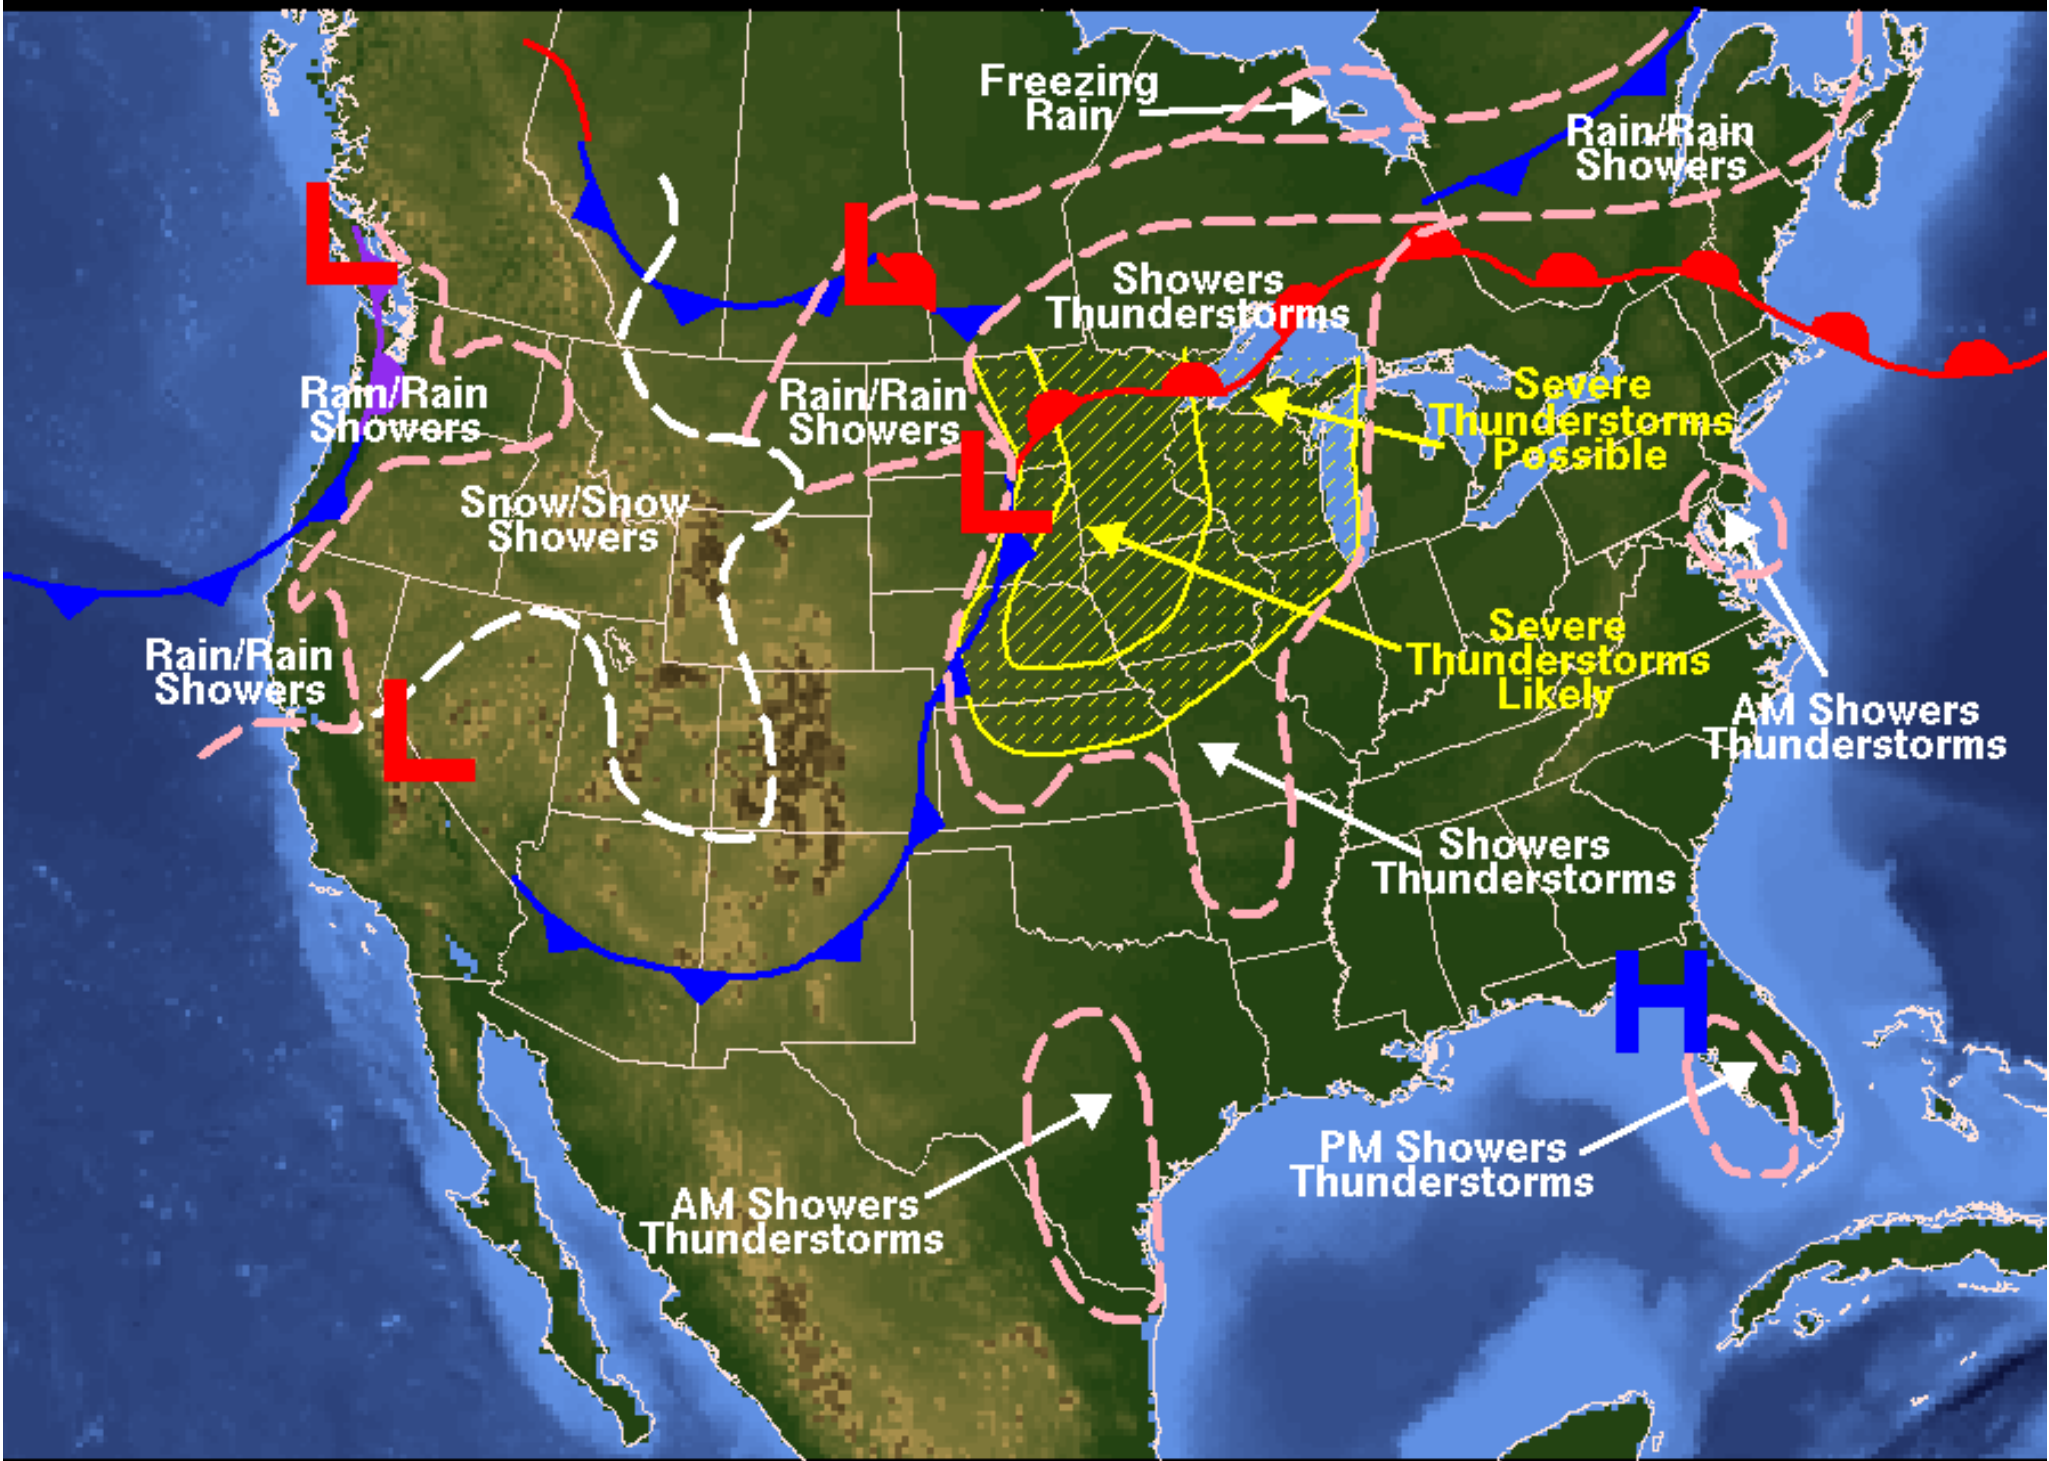 Freezing
Rain
Rain/Rain
Showers
L
L
Showers
Thunderstorms
Rain/Rain
Showers
Rain/Rain
Showers
Severe
Thunderstorms
Possible
L
Snow/Snow
Showers
Rain/Rain
Showers
Severe
Thunderstorms
Likely
L
AM Showers
Thunderstorms
Showers
Thunderstorms
H
PM Showers
Thunderstorms
AM Showers
Thunderstorms